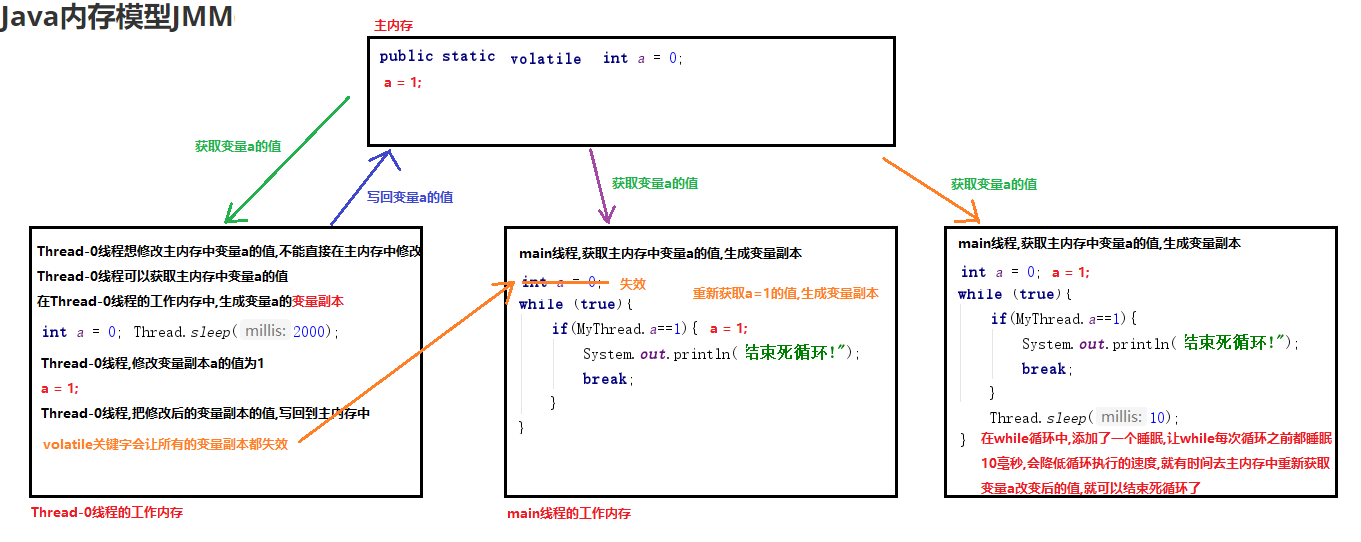 Java内存模型JMM
主内存
public static volatile int a = 0;
a = 1;
获取变量a的值
写回变量a的值
获取变量a的值
获取变量a的值
Thread-0线程想修改主内存中变量a的值,不能直接在主内存中修改
Thread-0线程可以获取主内存中变量a的值
在Thread-0线程的工作内存中,生成变量a的变量副本
int a = 0; Thread.sleep( millis: 2000);
Thread-0线程,修改变量副本a的值为1
a = 1;
Thread-0线程,把修改后的变量副本的值,写回到主内存中
volatile关键字会让所有的变量副本都失效
Thread-0线程的工作内存
main线程,获取主内存中变量a的值,生成变量副本
int a = 0; 失效
重新获取a=1的值,生成变量副本
while (true){
if(MyThread.a==1){ a = 1;
System.out.println( 结束死循环!");
break;
}
}
main线程的工作内存
main线程,获取主内存中变量a的值,生成变量副本
int a = 0; a = 1;
while (true){
if(MyThread.a==1){
System.out.println( 结束死循环!");
break;
}
Thread.sleep( millis: 10);
} 在while循环中,添加了一个睡眠,让while每次循环之前都睡眠
10毫秒,会降低循环执行的速度,就有时间去主内存中重新获取
变量a改变后的值,就可以结束死循环了